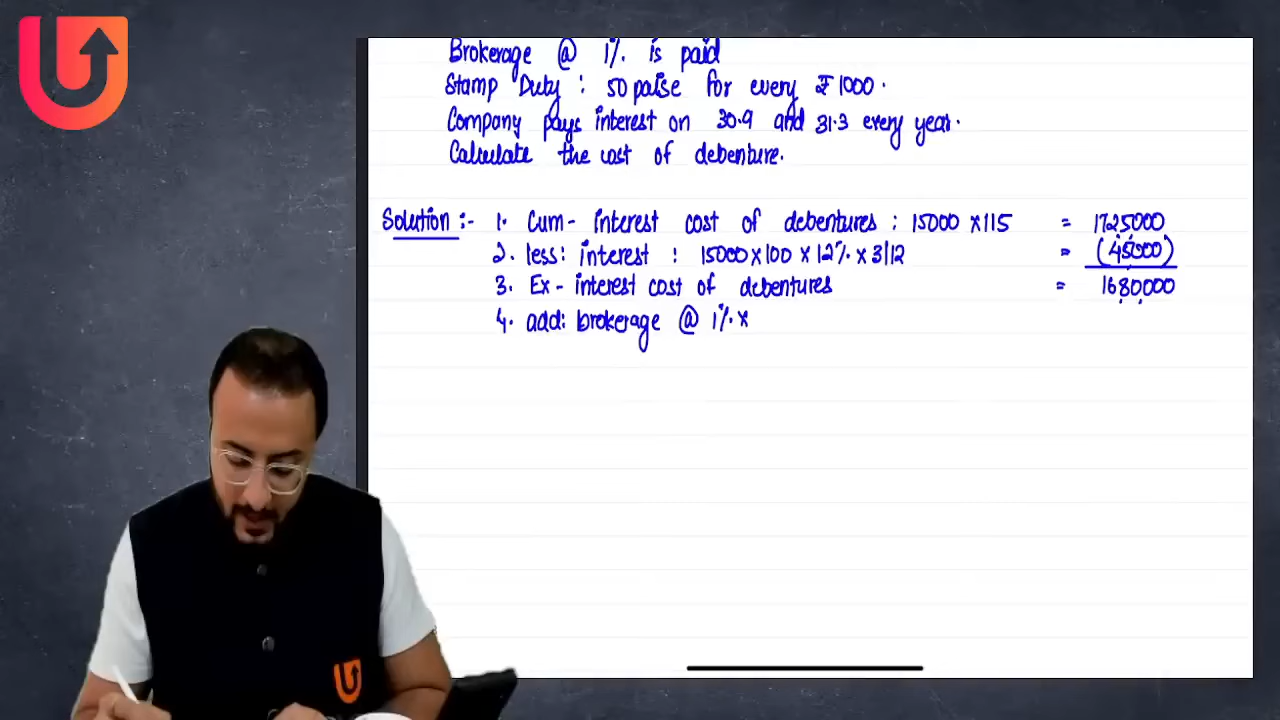 Brokerage @ 1% is paid
Stamp Duty : 50 paise for every ₹1000.
Company pays interest on 30.9 and 31.3 every year.
Calculate the cost of debenture.
Solution :- 1. Cum - interest cost of debentures : 15000 × 115 = 1725000
2. less: interest : 15000 × 100 × 12% × 3/12 = (45000)
3. Ex - interest cost of debentures = 1680000
4. add: brokerage @ 1% ×